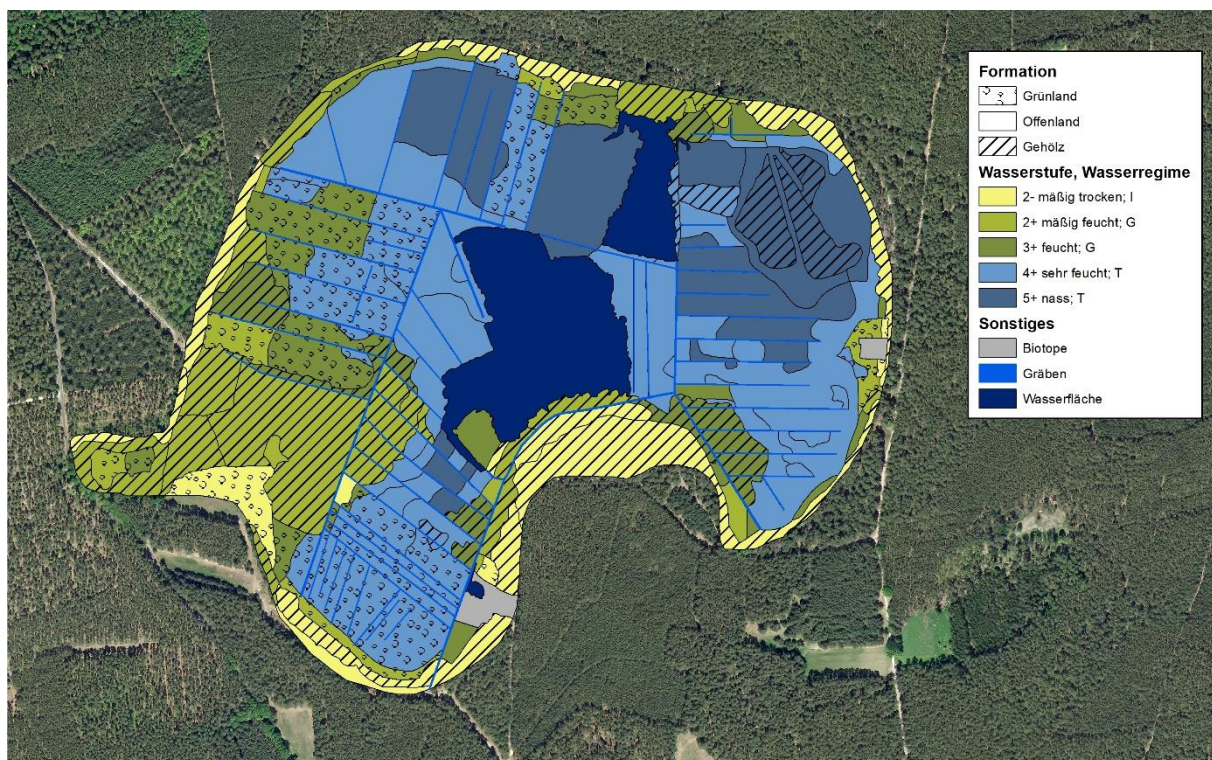 Formation
Grünland
Offenland
Gehölz
Wasserstufe, Wasserregime
2- mäßig trocken; I
2+ mäßig feucht; G
3+ feucht; G
4+ sehr feucht; T
5+ nass; T
Sonstiges
Biotope
Gräben
Wasserfläche